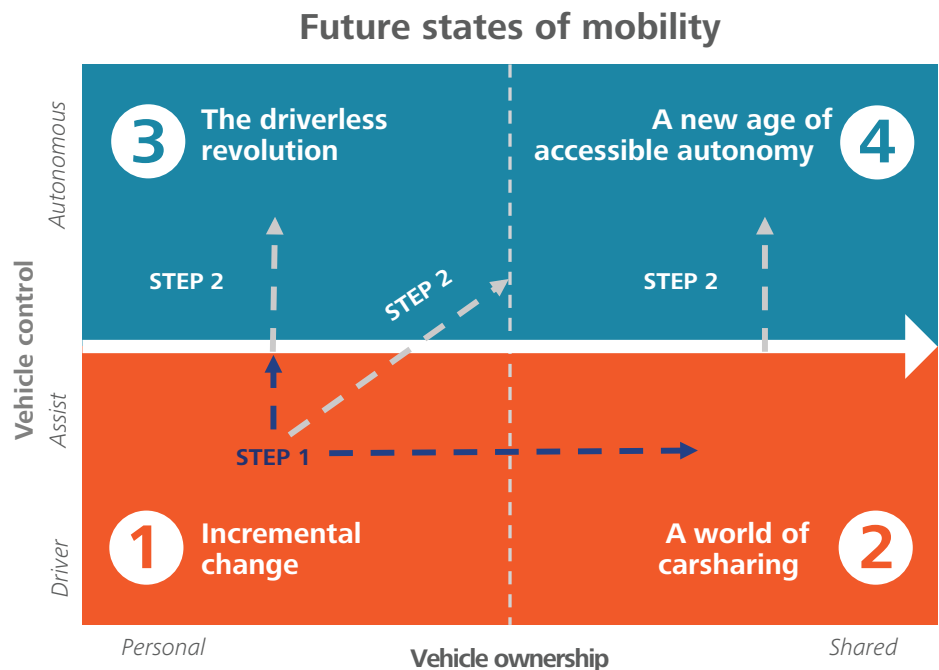 Future states of mobility
Autonomous
3
The driverless
revolution
A new age of
accessible autonomy
4
STEP 2
STEP 2
STEP 2
Vehicle control
Assist
STEP 1
Driver
1
Incremental
change
A world of
carsharing
2
Personal
Vehicle ownership
Shared